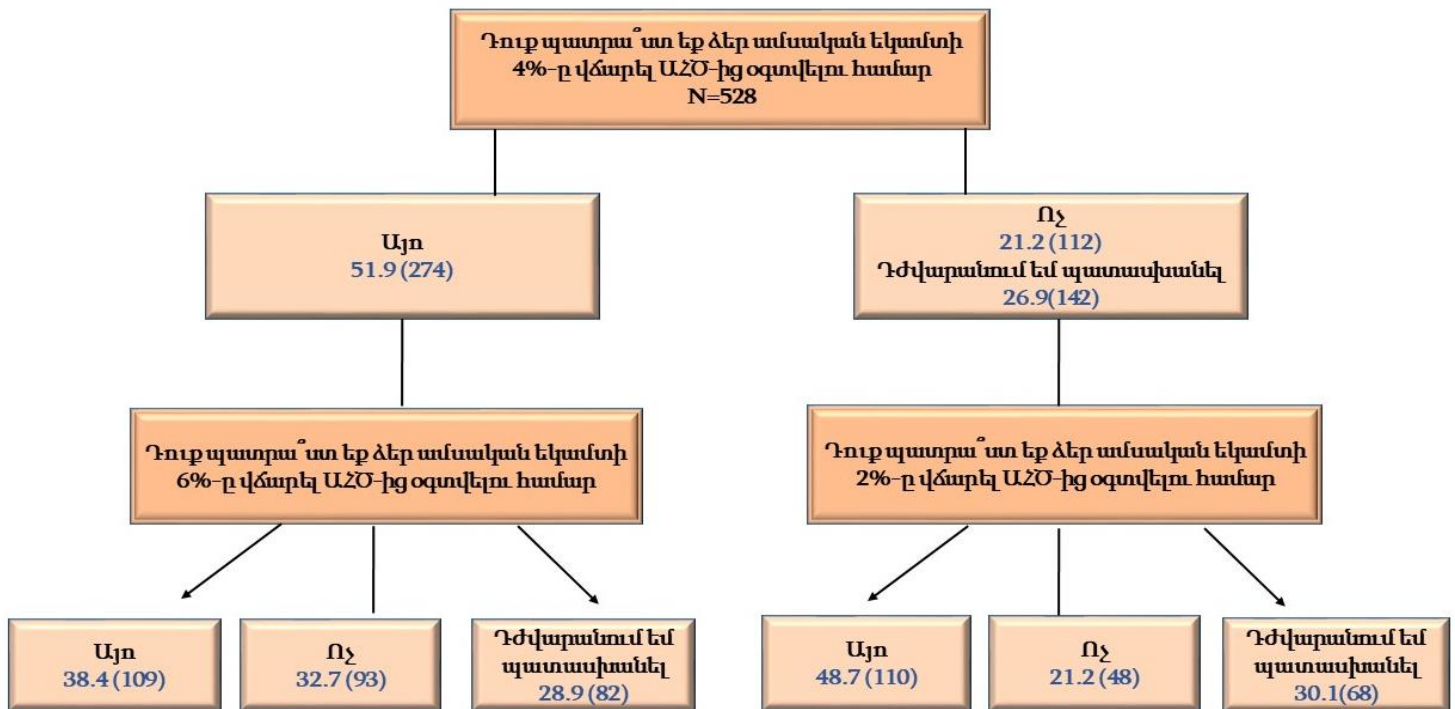 Դուք պատրա՞ստ եք ձեր ամսական եկամտի
4%-ը վճարել ԱՀԾ-ից օգտվելու համար
N=528
Այո
51.9 (274)
Ոչ
21.2 (112)
Դժվարանում եմ պատասխանել
26.9(142)
Դուք պատրա՞ստ եք ձեր ամսական եկամտի
6%-ը վճարել ԱՀԾ-ից օգտվելու համար
Դուք պատրա՞ստ եք ձեր ամսական եկամտի
2%-ը վճարել ԱՀԾ-ից օգտվելու համար
Այո
38.4 (109)
Ոչ
32.7 (93)
Դժվարանում եմ
պատասխանել
28.9 (82)
Այո
48.7 (110)
Ոչ
21.2 (48)
Դժվարանում եմ
պատասխանել
30.1(68)